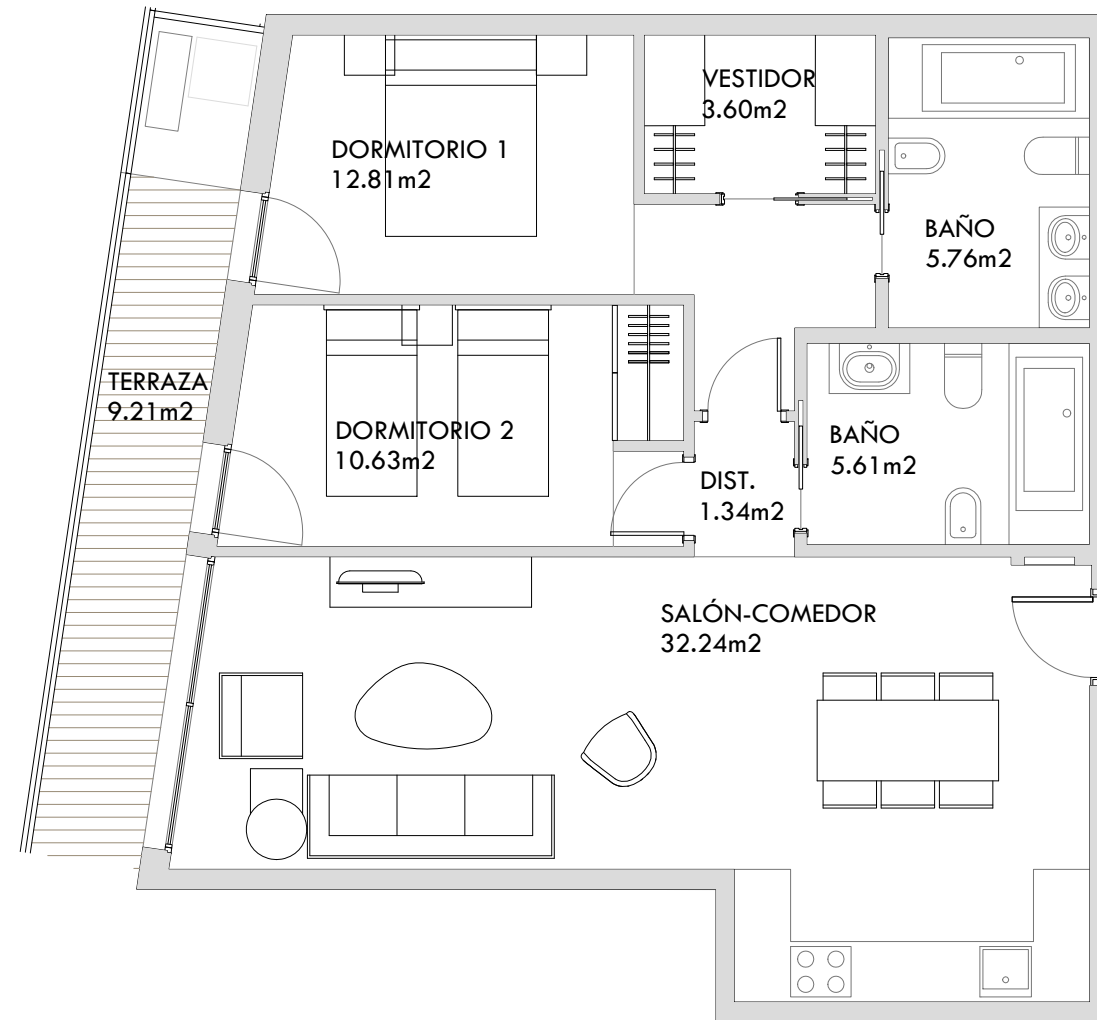 VESTIDOR
3.60m2
DORMITORIO 1
12.81m2
BAÑO
5.76m2
TERRAZA
9.21m2
DORMITORIO 2
10.63m2
BAÑO
5.61m2
DIST.
1.34m2
SALÓN-COMEDOR
32.24m2